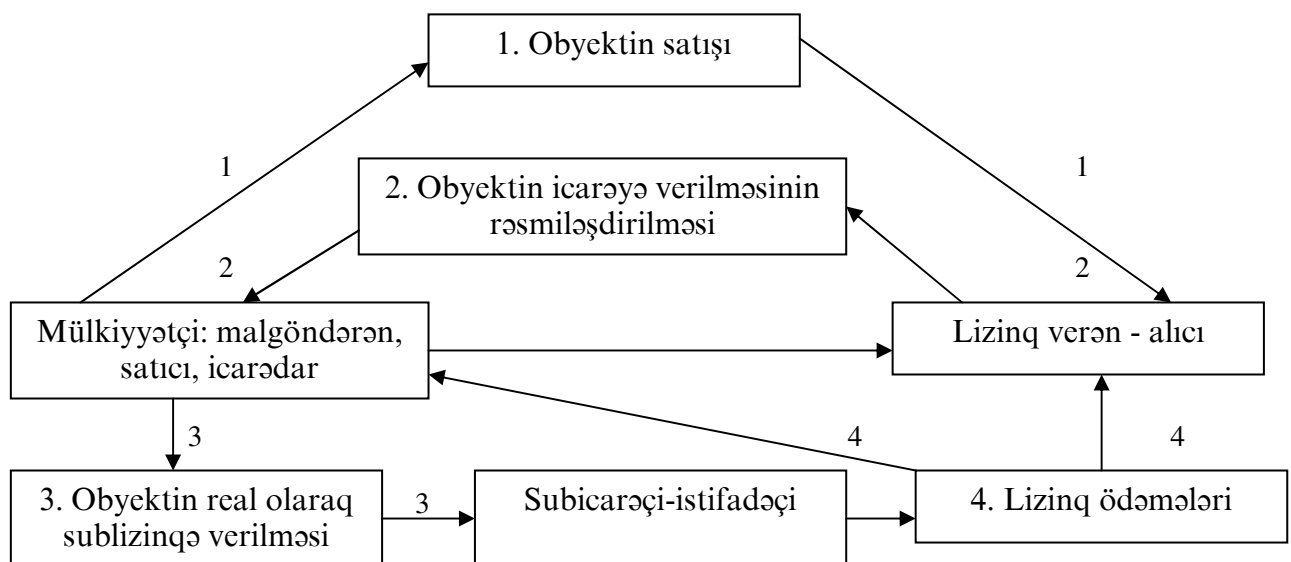 1. Obyektin satışı
1
1
2. Obyektin icarəyə verilməsinin
rəsmiləşdirilməsi
2
2
Mülkiyyətçi: malgöndərən,
satıcı, icarədar
Lizinq verən - alıcı
3
4
4
3. Obyektin real olaraq
sublizinqə verilməsi
3
Subicarəçi-istifadəçi
4. Lizinq ödəmələri